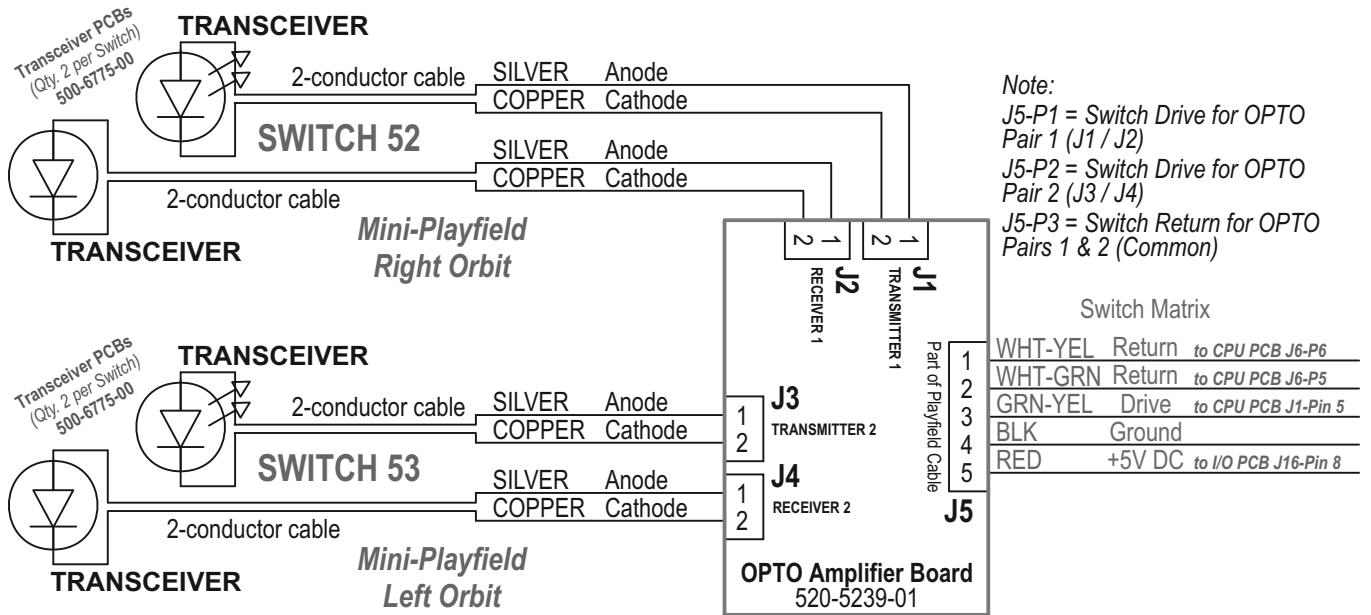 Transceiver PCBs
(Qty. 2 per Switch)
500-6775-00
TRANSCEIVER
2-conductor cable
SILVER Anode
COPPER Cathode
SWITCH 52
SILVER Anode
COPPER Cathode
2-conductor cable
TRANSCEIVER
Mini-Playfield
Right Orbit
Note:
J5-P1 = Switch Drive for OPTO
Pair 1 (J1 / J2)
J5-P2 = Switch Drive for OPTO
Pair 2 (J3 / J4)
J5-P3 = Switch Return for OPTO
Pairs 1 & 2 (Common)
2 1
J2
RECEIVER 1
2 1
J1
TRANSMITTER 1
Transceiver PCBs
(Qty. 2 per Switch)
500-6775-00
TRANSCEIVER
2-conductor cable
SILVER Anode
COPPER Cathode
SWITCH 53
SILVER Anode
COPPER Cathode
2-conductor cable
TRANSCEIVER
Mini-Playfield
Left Orbit
1
2
J3
TRANSMITTER 2
1
2
J4
RECEIVER 2
Part of Playfield Cable
J5
Switch Matrix
1 WHT-YEL Return to CPU PCB J6-P6
2 WHT-GRN Return to CPU PCB J6-P5
3 GRN-YEL Drive to CPU PCB J1-Pin 5
4 BLK Ground
5 RED +5V DC to I/O PCB J16-Pin 8
OPTO Amplifier Board
520-5239-01